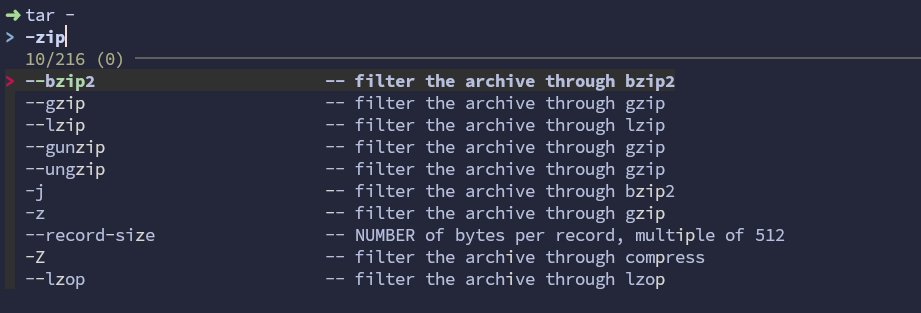 ➜ tar -
> -zip
10/216 (0)
> --bzip2 -- filter the archive through bzip2
--gzip -- filter the archive through gzip
--lzip -- filter the archive through lzip
--gunzip -- filter the archive through gzip
--ungzip -- filter the archive through gzip
-j -- filter the archive through bzip2
-z -- filter the archive through gzip
--record-size -- NUMBER of bytes per record, multiple of 512
-Z -- filter the archive through compress
--lzop -- filter the archive through lzop